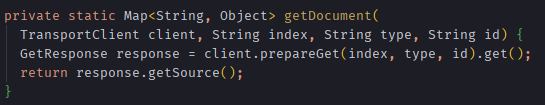 private static Map<String, Object> getDocument(
  TransportClient client, String index, String type, String id) {
  GetResponse response = client.prepareGet(index, type, id).get();
  return response.getSource();
}